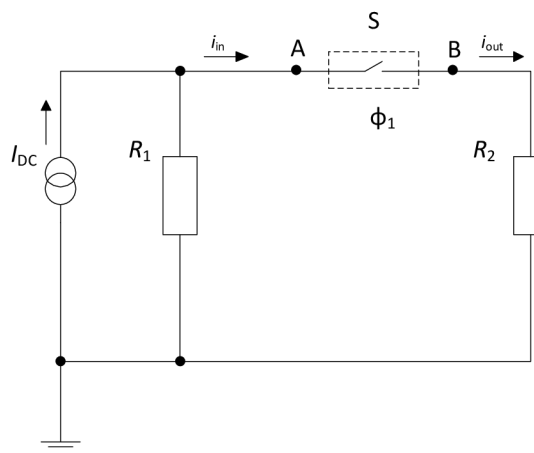 S
i_in A B i_out
ϕ_1
I_DC R_1 R_2